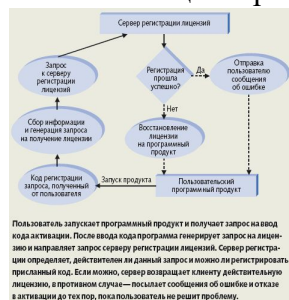 Сервер регистрации лицензий
Запрос
к серверу
регистрации
лицензий
Регистрация
прошла
успешно?
Да
Отправка
пользователю
сообщения
об ошибке
Нет
Сбор информации
и генерация запроса
на получение лицензии
Восстановление
лицензии
на программный
продукт
Код регистрации
запроса, полученный
от пользователя
Запуск продукта
Пользовательский
программный продукт
Пользователь запускает программный продукт и получает запрос на ввод
кода активации. После ввода кода программа генерирует запрос на лицен-
зию и направляет запрос серверу регистрации лицензий. Сервер регистра-
ции определяет, действителен ли данный запрос и можно ли регистрировать
присланный код. Если можно, сервер возвращает клиенту действительную
лицензию, в противном случае— посылает сообщения об ошибке и отказе
в активации до тех пор, пока пользователь не решит проблему.